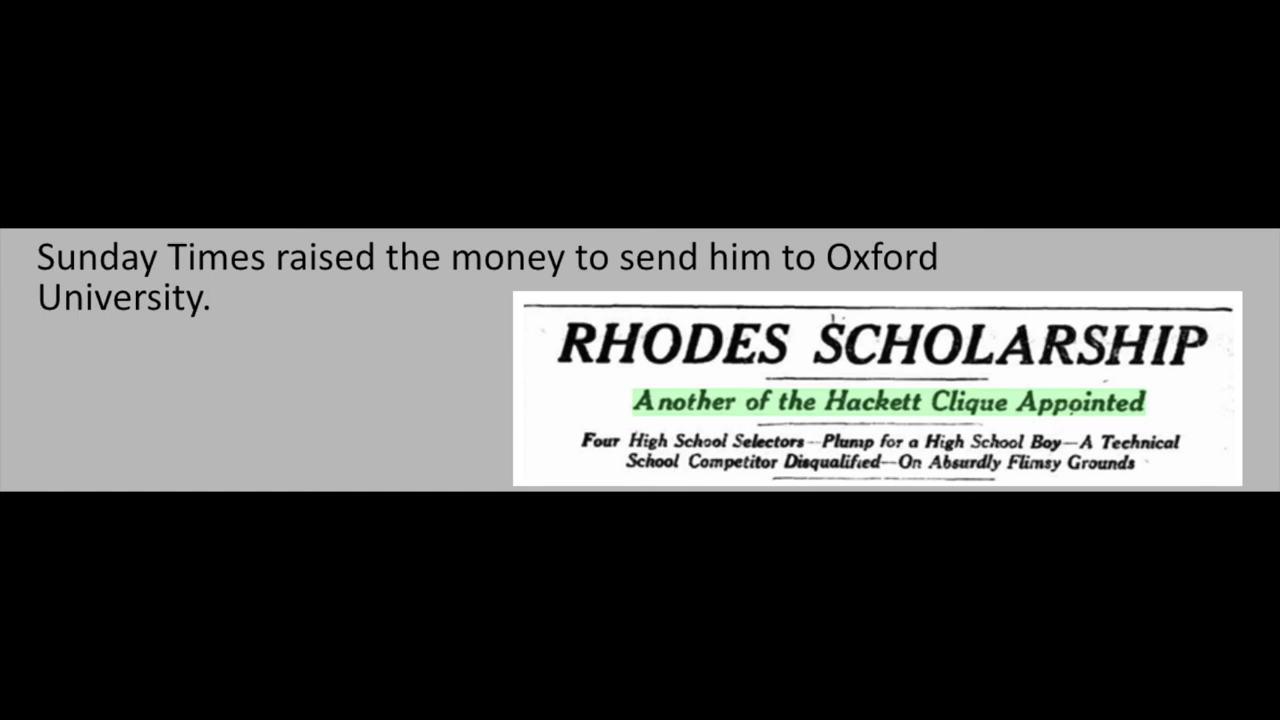 Sunday Times raised the money to send him to Oxford
University.
RHODES SCHOLARSHIP
Another of the Hackett Clique Appointed
Four High School Selectors—Plump for a High School Boy—A Technical
School Competitor Disqualified—On Absurdly Flimsy Grounds